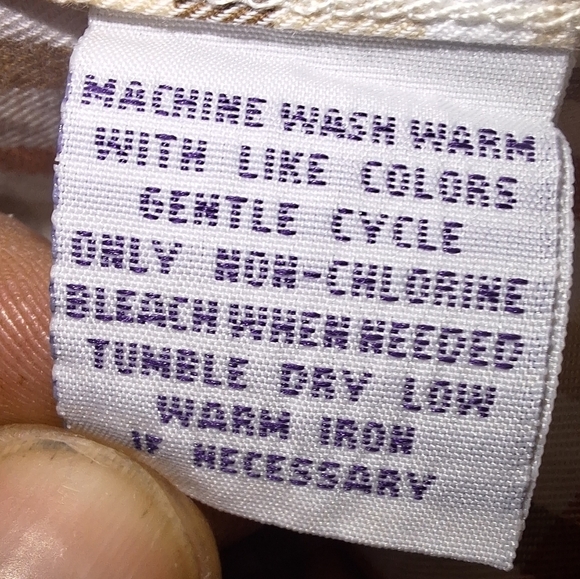 MACHINE WASH WARM
WITH LIKE COLORS
GENTLE CYCLE
ONLY NON-CHLORINE
BLEACH WHEN NEEDED
TUMBLE DRY LOW
WARM IRON
IF NECESSARY